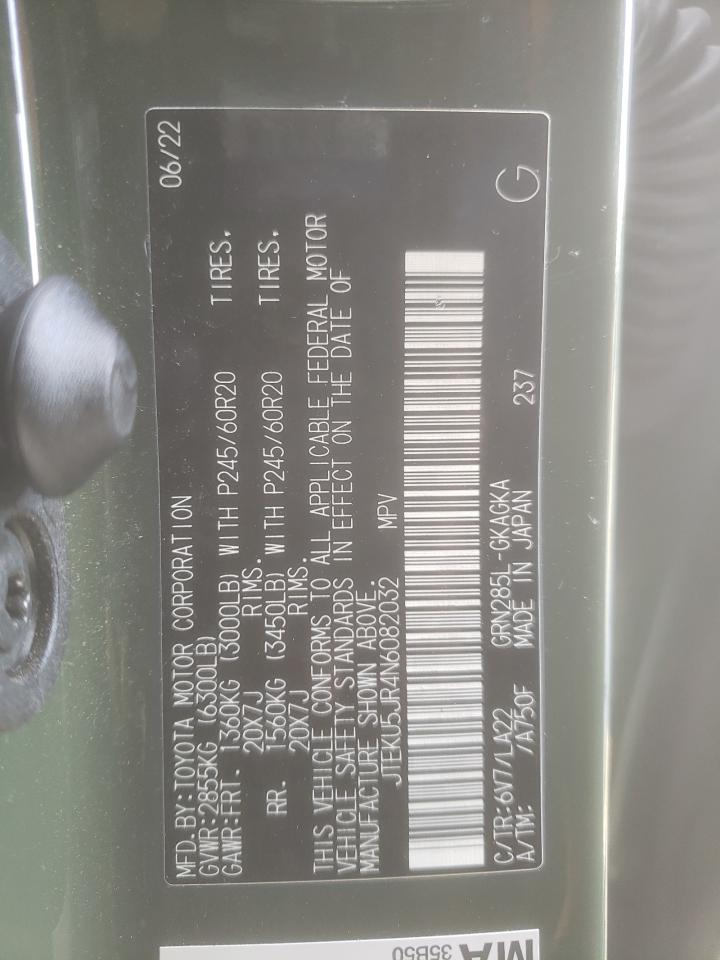 06/22
MFD. BY:TOYOTA MOTOR CORPORATION
GVWR:2855KG (6300LB)
GAWR:FRT. 1360KG (3000LB) WITH P245/60R20 TIRES.
20X7J RIMS.
RR. 1560KG (3450LB) WITH P245/60R20 TIRES.
20X7J RIMS.
THIS VEHICLE CONFORMS TO ALL APPLICABLE FEDERAL MOTOR
VEHICLE SAFETY STANDARDS IN EFFECT ON THE DATE OF
MANUFACTURE SHOWN ABOVE.
JTEKU5JR4N6082032 MPV
C/TR:6V7/LA22 GRN285L-GKAGKA 237 G
A/TM: /A750F MADE IN JAPAN
MA
35B50